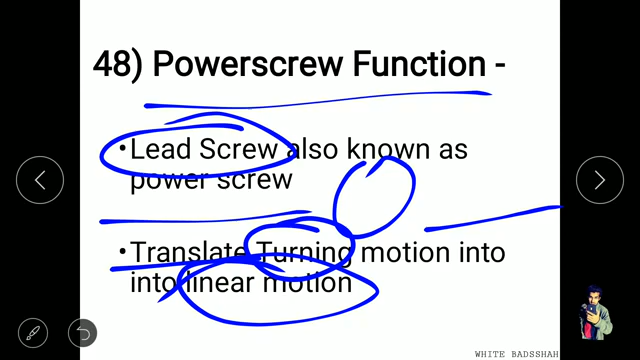 48) Powerscrew Function -
•Lead Screw also known as
power screw
•Translate Turning motion into
into linear motion
WHITE BADSSHAH